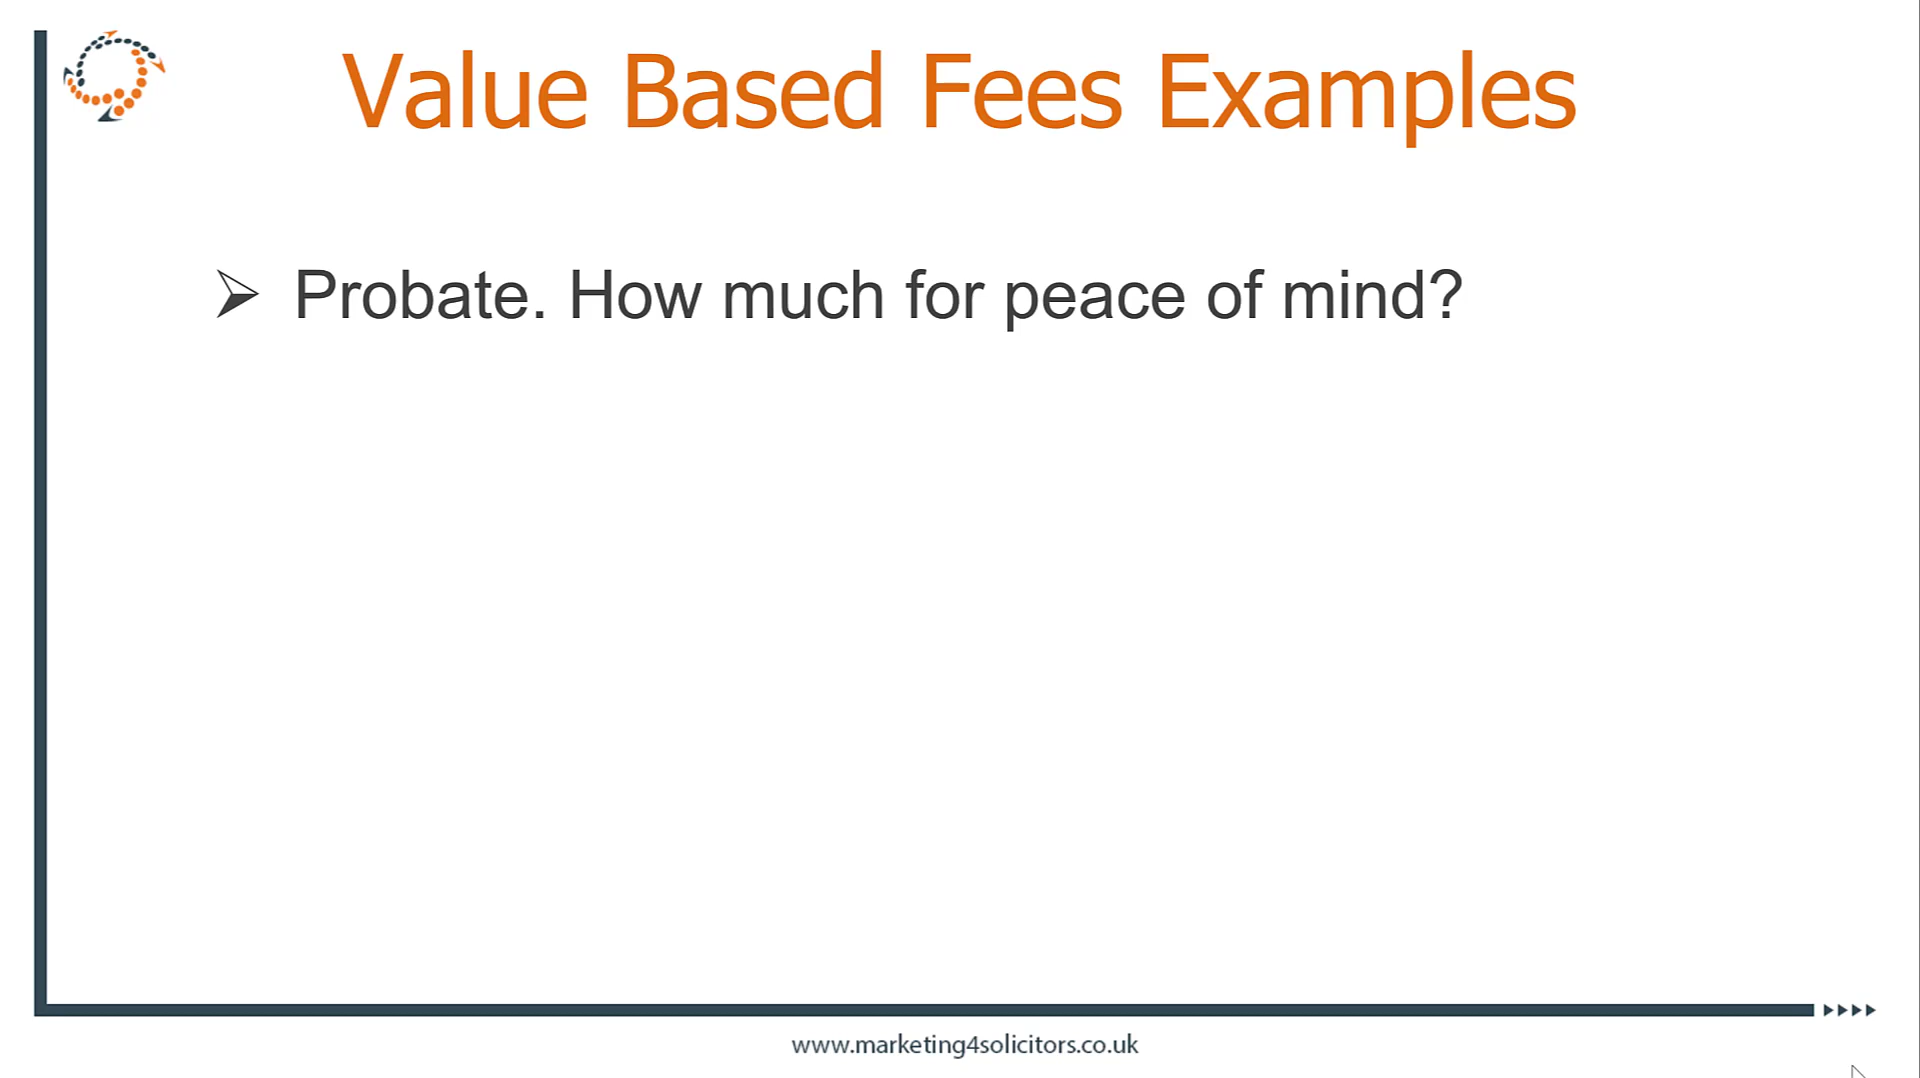 Value Based Fees Examples
Probate. How much for peace of mind?
www.marketing4solicitors.co.uk